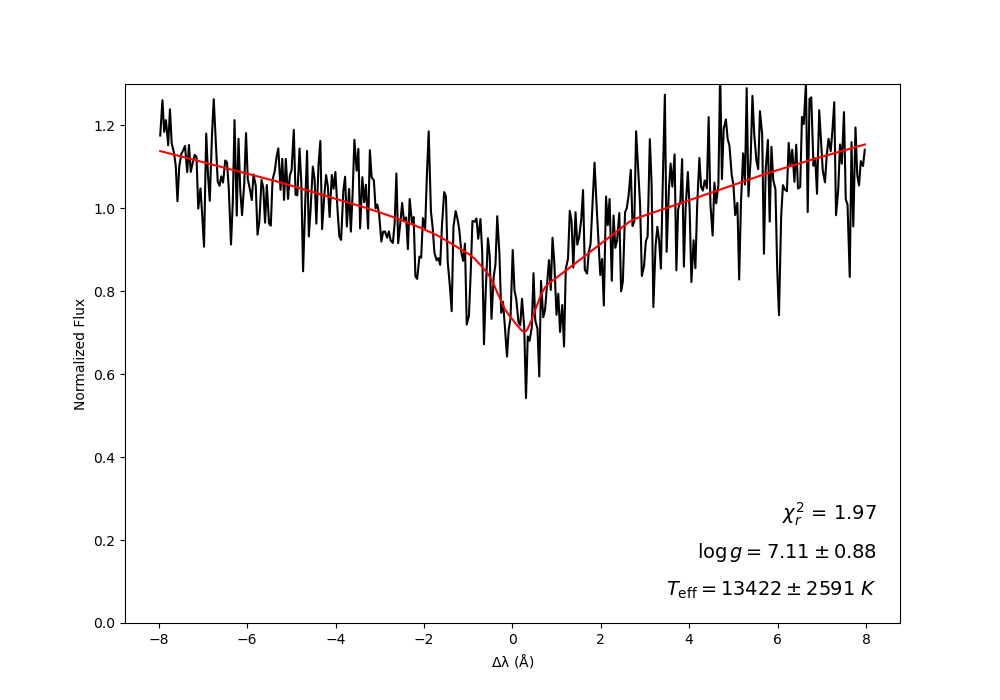 1.2
1.0
0.8
0.6
0.4
0.2
0.0
Normalized Flux
χ²ᵣ = 1.97
log g = 7.11 ± 0.88
T_eff = 13422 ± 2591 K
−8 −6 −4 −2 0 2 4 6 8
Δλ (Å)